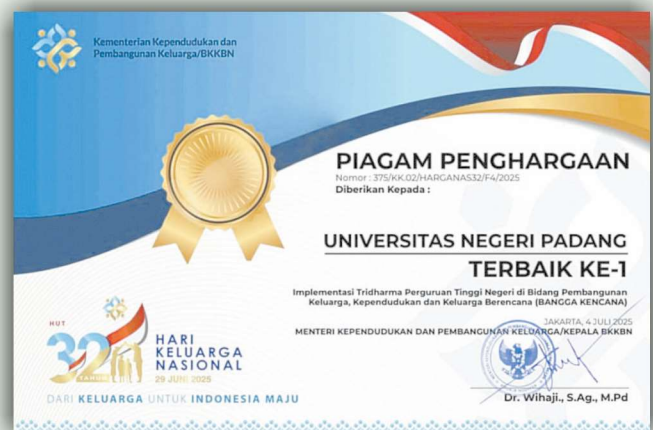 Kementerian Kependudukan dan
Pembangunan Keluarga/BKKBN
PIAGAM PENGHARGAAN
Nomor : 375/KK.02/HARGANAS32/F4/2025
Diberikan Kepada :
UNIVERSITAS NEGERI PADANG
TERBAIK KE-1
Implementasi Tridharma Perguruan Tinggi Negeri di Bidang Pembangunan
Keluarga, Kependudukan dan Keluarga Berencana (BANGGA KENCANA)
JAKARTA, 4 JULI 2025
MENTERI KEPENDUDUKAN DAN PEMBANGUNAN KELUARGA/KEPALA BKKBN
Dr. Wihaji., S.Ag., M.Pd
HUT
32
TAHUN
HARI
KELUARGA
NASIONAL
29 JUNI 2025
DARI KELUARGA UNTUK INDONESIA MAJU